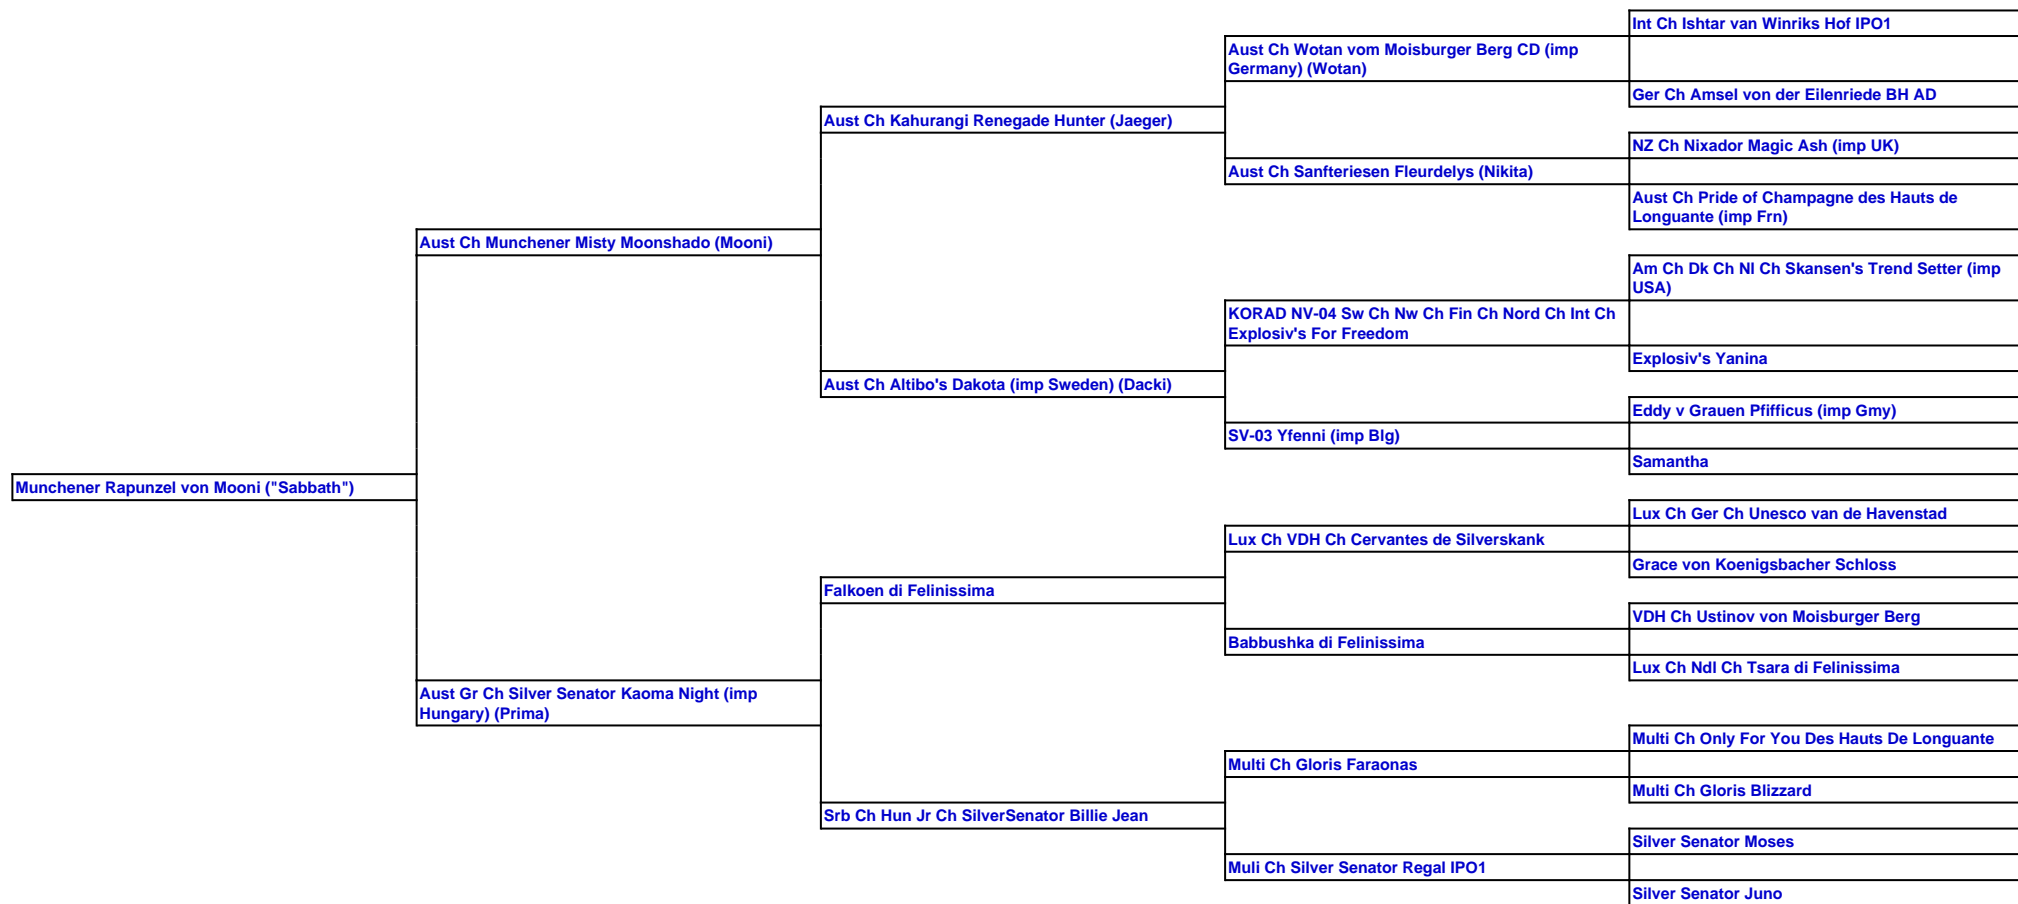 Int Ch Ishtar van Winriks Hof IPO1
Aust Ch Wotan vom Moisburger Berg CD (imp
Germany) (Wotan)
Ger Ch Amsel von der Eilenriede BH AD
Aust Ch Kahurangi Renegade Hunter (Jaeger)
NZ Ch Nixador Magic Ash (imp UK)
Aust Ch Sanfteriesen Fleurdelys (Nikita)
Aust Ch Pride of Champagne des Hauts de
Longuante (imp Frn)
Aust Ch Munchener Misty Moonshado (Mooni)
Am Ch Dk Ch Nl Ch Skansen's Trend Setter (imp
USA)
KORAD NV-04 Sw Ch Nw Ch Fin Ch Nord Ch Int Ch
Explosiv's For Freedom
Explosiv's Yanina
Aust Ch Altibo's Dakota (imp Sweden) (Dacki)
Eddy v Grauen Pfifficus (imp Gmy)
SV-03 Yfenni (imp Blg)
Samantha
Munchener Rapunzel von Mooni ("Sabbath")
Lux Ch Ger Ch Unesco van de Havenstad
Lux Ch VDH Ch Cervantes de Silverskank
Grace von Koenigsbacher Schloss
Falkoen di Felinissima
VDH Ch Ustinov von Moisburger Berg
Babbushka di Felinissima
Lux Ch Ndl Ch Tsara di Felinissima
Aust Gr Ch Silver Senator Kaoma Night (imp
Hungary) (Prima)
Multi Ch Only For You Des Hauts De Longuante
Multi Ch Gloris Faraonas
Multi Ch Gloris Blizzard
Srb Ch Hun Jr Ch SilverSenator Billie Jean
Silver Senator Moses
Muli Ch Silver Senator Regal IPO1
Silver Senator Juno